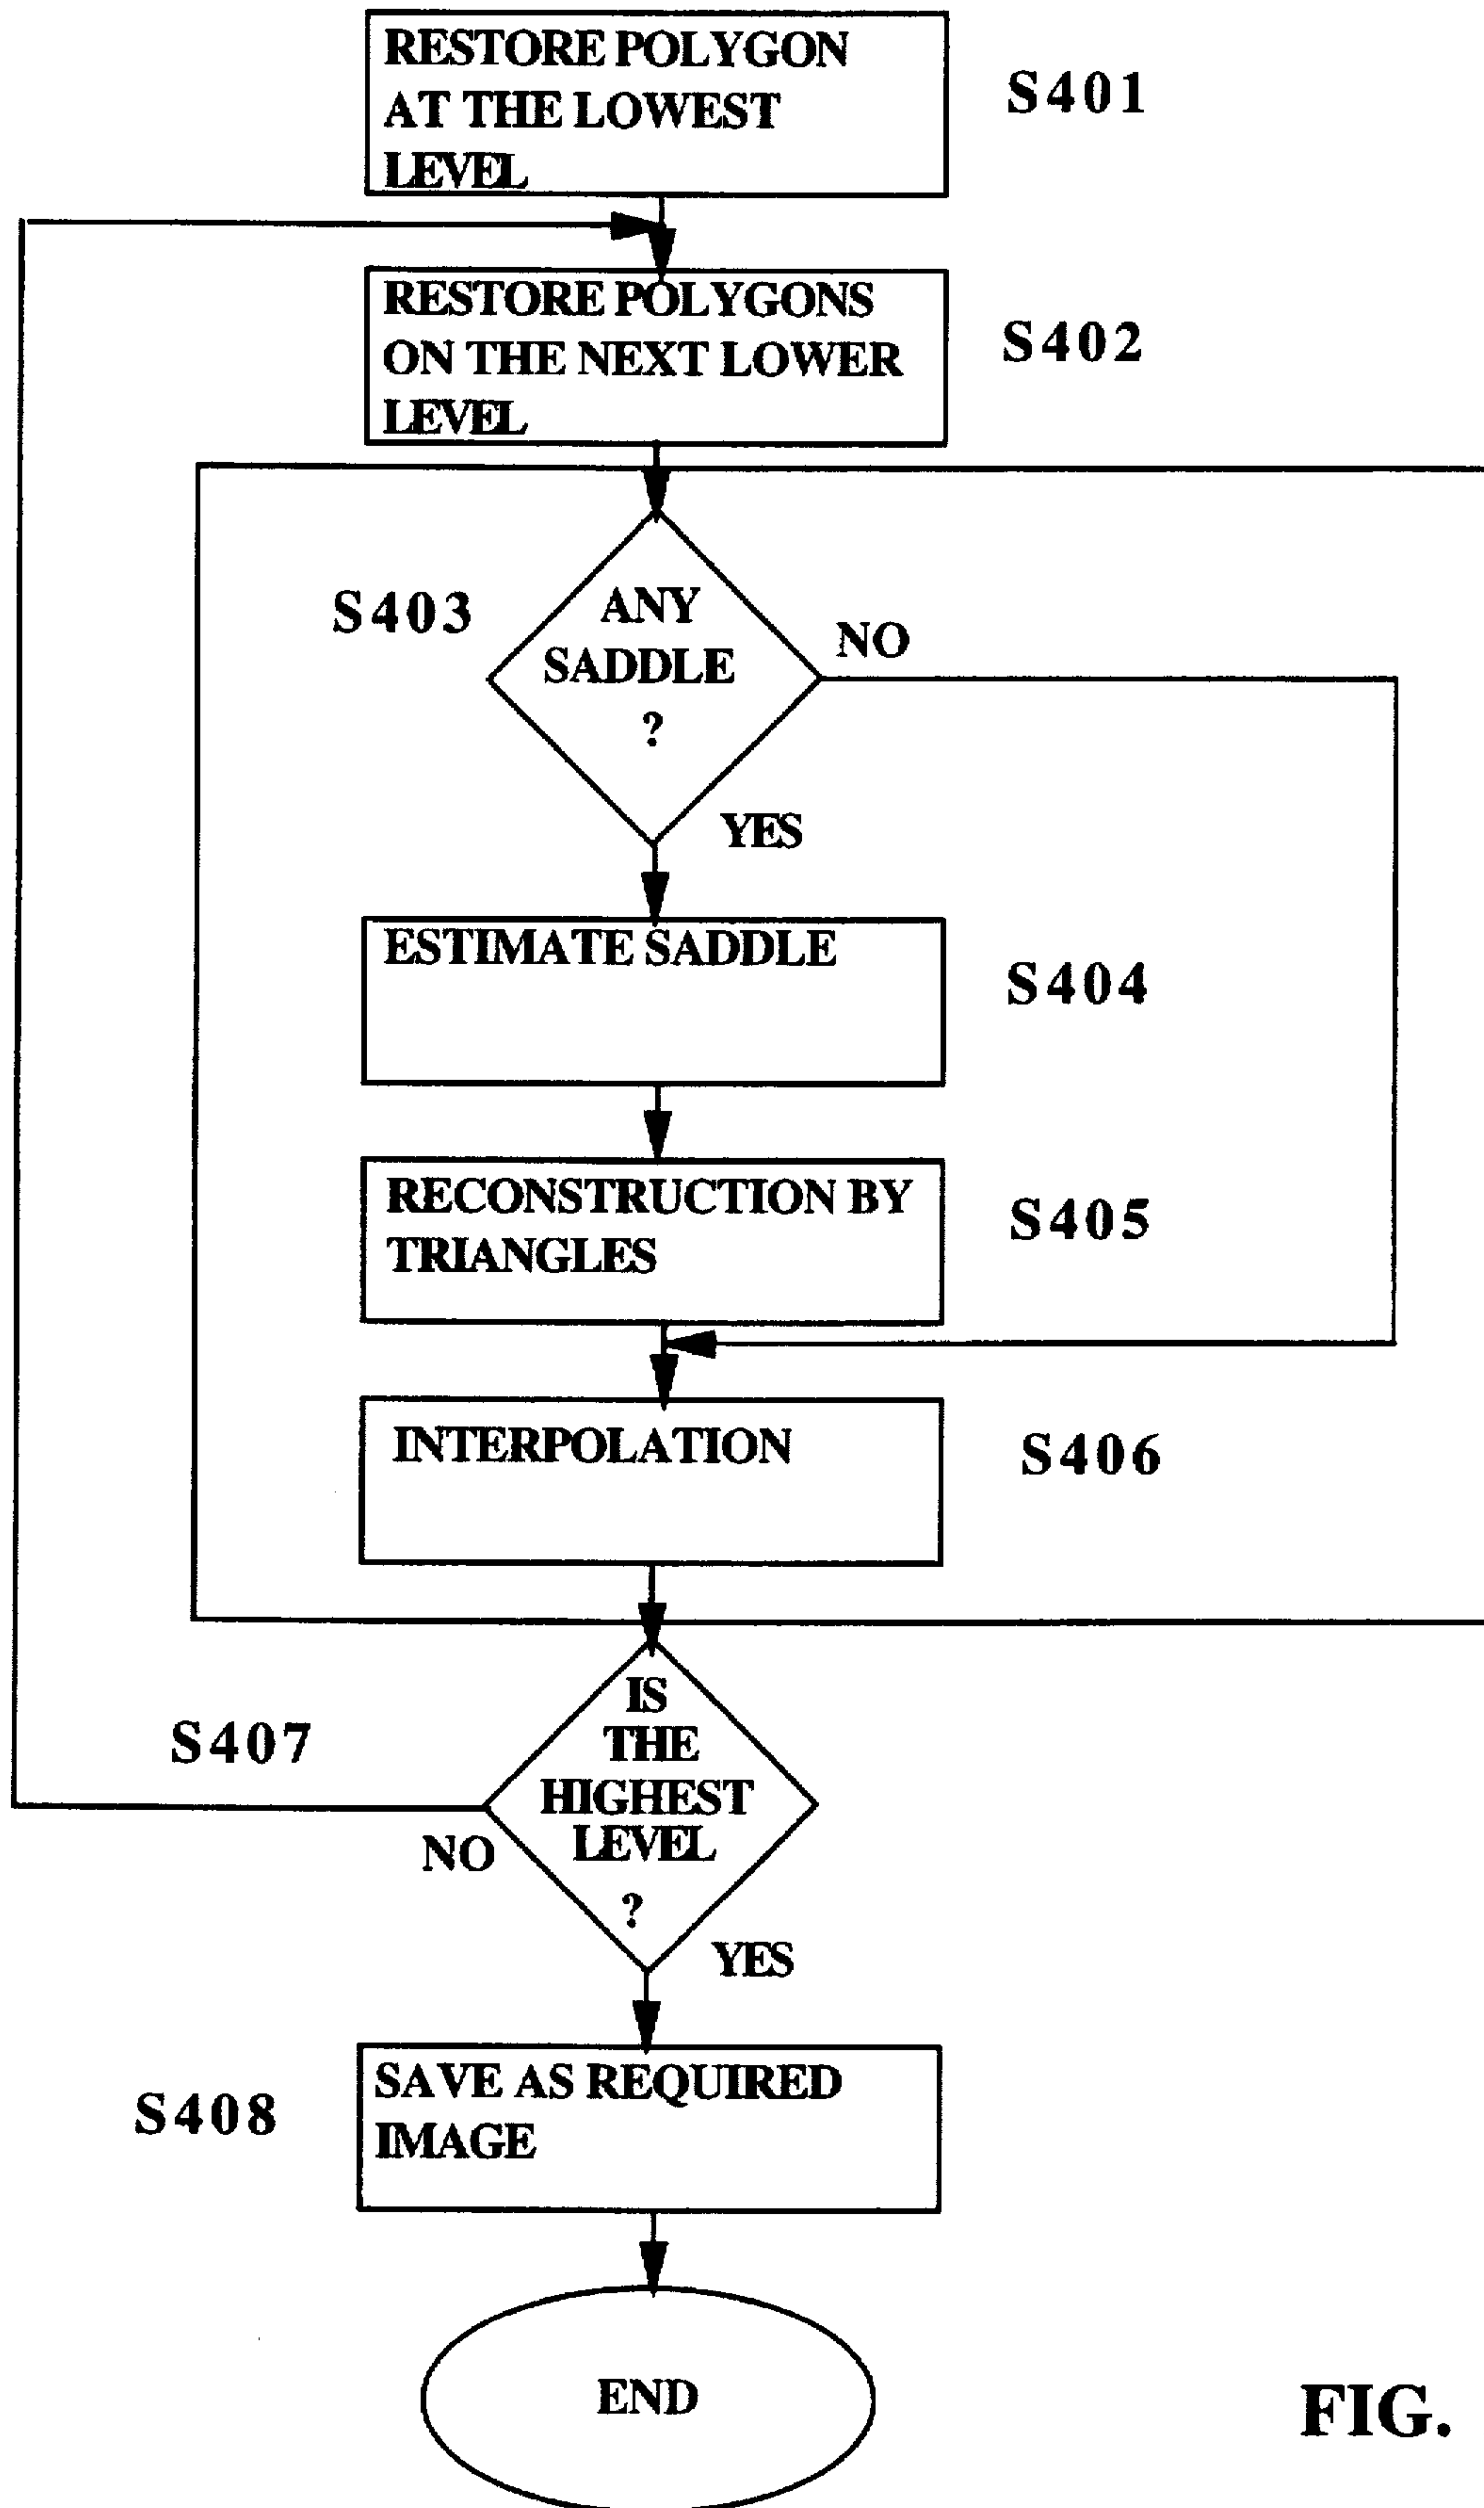 RESTORE POLYGON
AT THE LOWEST
LEVEL
S401
RESTORE POLYGONS
ON THE NEXT LOWER
LEVEL
S402
S403
ANY
SADDLE
?
NO
YES
ESTIMATE SADDLE
S404
RECONSTRUCTION BY
TRIANGLES
S405
INTERPOLATION
S406
S407
IS
THE
HIGHEST
LEVEL
?
NO
YES
S408
SAVE AS REQUIRED
IMAGE
END
FIG.